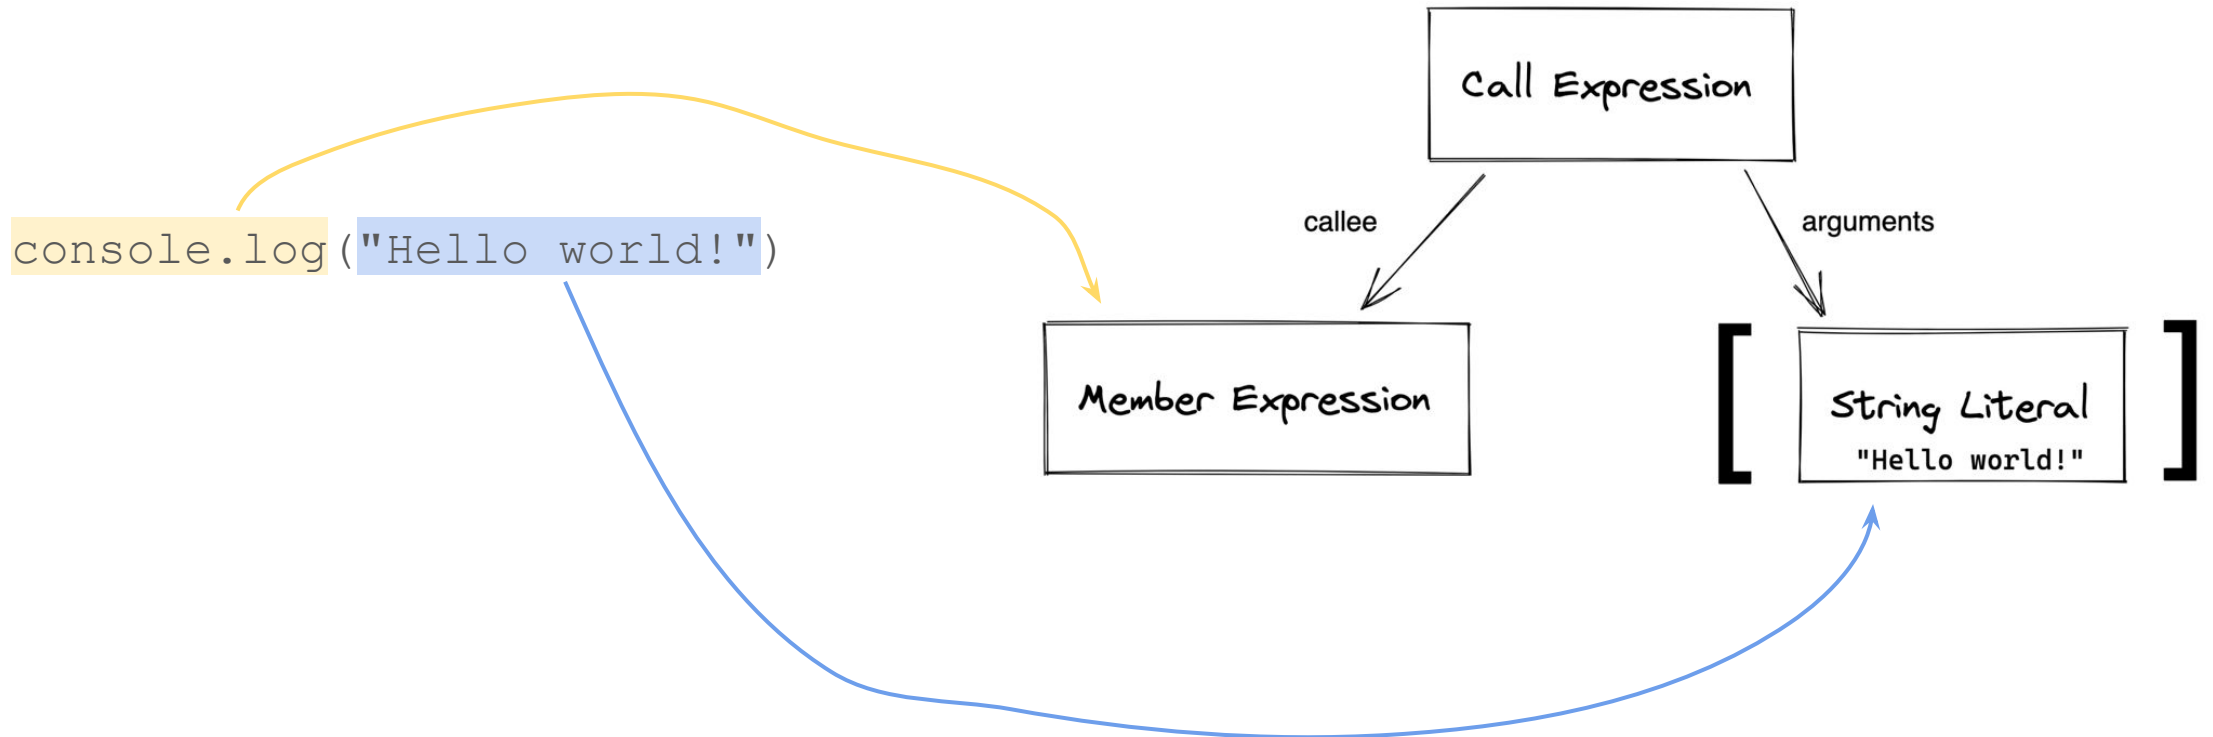 Call Expression
callee
arguments
console.log("Hello world!")
Member Expression
[ String Literal ]
"Hello world!"